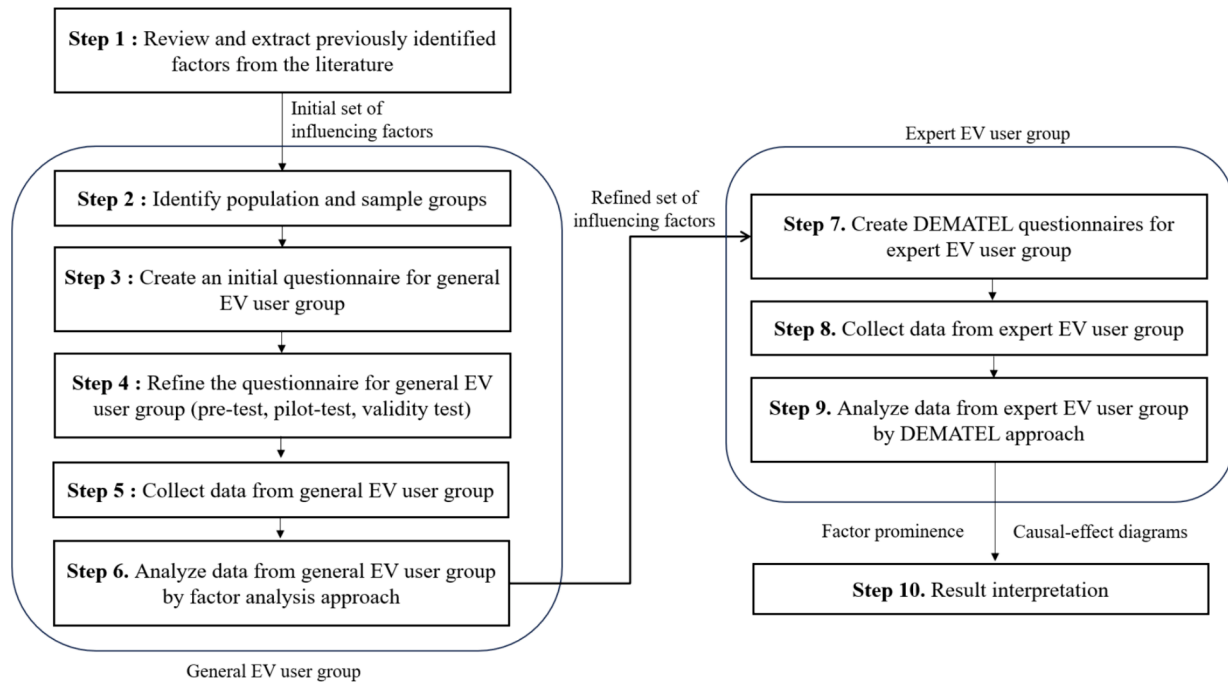 Step 1 : Review and extract previously identified
factors from the literature
Initial set of
influencing factors
Step 2 : Identify population and sample groups
Step 3 : Create an initial questionnaire for general
EV user group
Step 4 : Refine the questionnaire for general EV
user group (pre-test, pilot-test, validity test)
Step 5 : Collect data from general EV user group
Step 6. Analyze data from general EV user group
by factor analysis approach
General EV user group
Refined set of
influencing factors
Expert EV user group
Step 7. Create DEMATEL questionnaires for
expert EV user group
Step 8. Collect data from expert EV user group
Step 9. Analyze data from expert EV user group
by DEMATEL approach
Factor prominence
Causal-effect diagrams
Step 10. Result interpretation